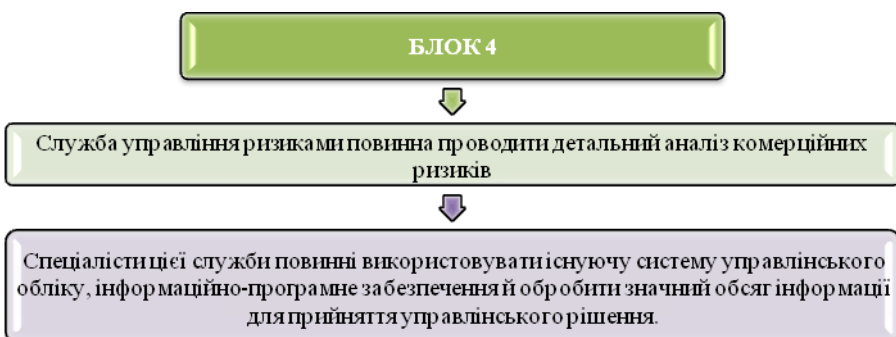 БЛОК 4
Служба управління ризиками повинна проводити детальний аналіз комерційних
ризиків
Спеціалісти цієї служби повинні використовувати існуючу систему управлінського
обліку, інформаційно-програмне забезпечення й обробити значний обсяг інформації
для прийняття управлінського рішення.